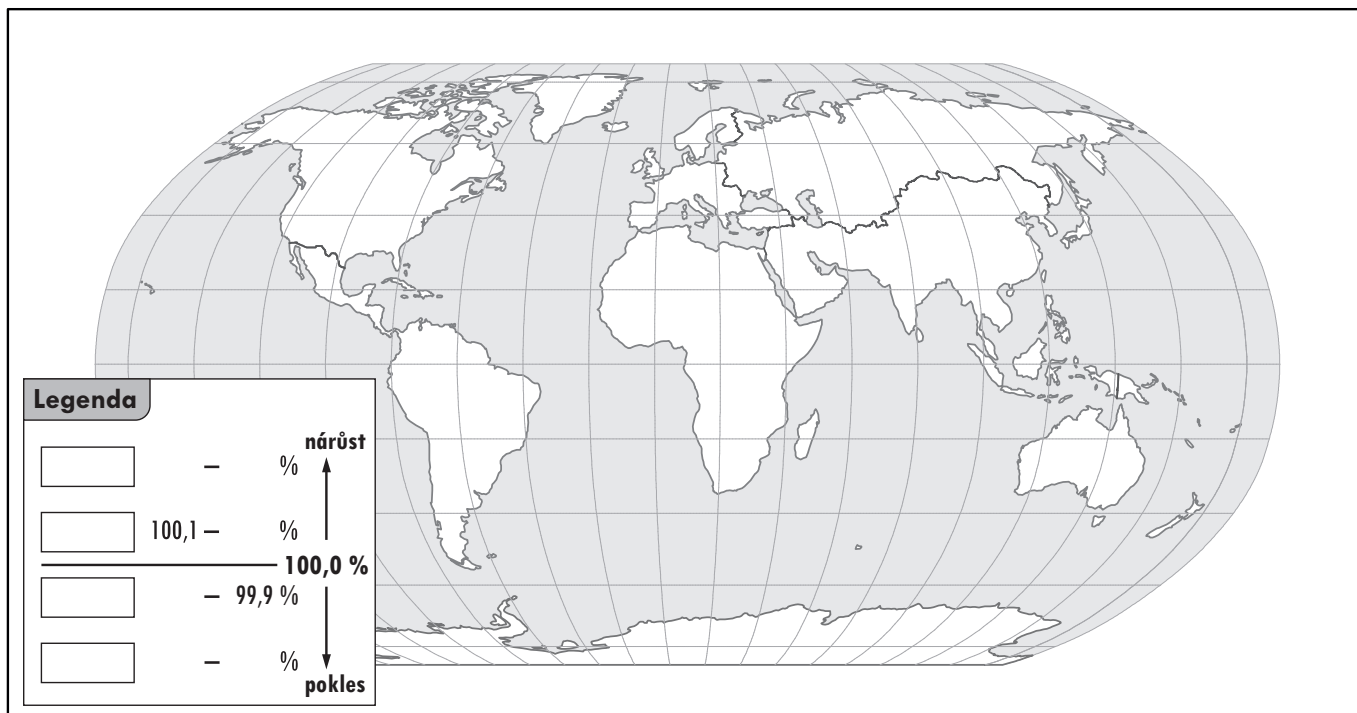 Legenda
nárůst
– %
100,1 – %
100,0 %
– 99,9 %
– %
pokles